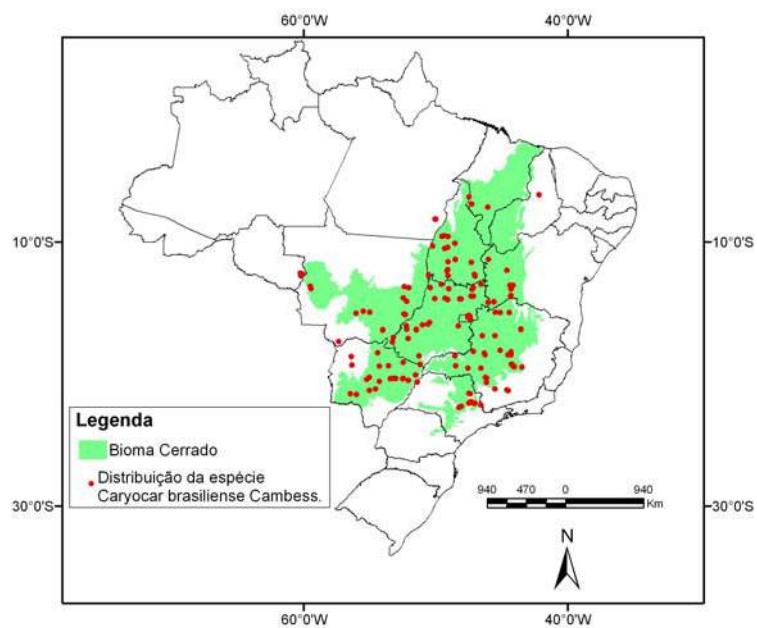 60°0'W 40°0'W
10°0'S 10°0'S
Legenda
Bioma Cerrado
Distribuição da espécie
Caryocar brasiliense Cambess.
940 470 0 940
Km
30°0'S 30°0'S
N
60°0'W 40°0'W